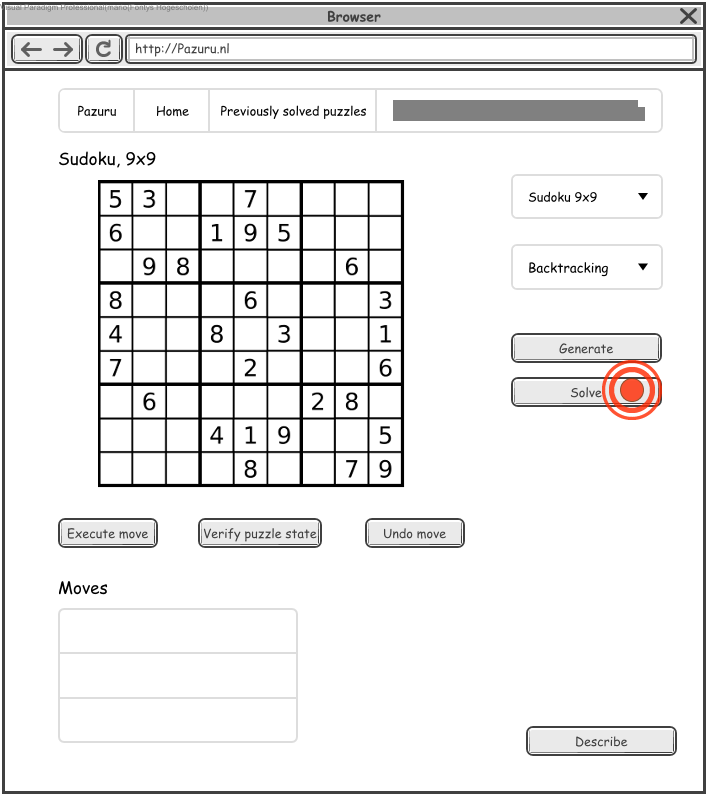 Visual Paradigm Professional(mano(Fontys Hogescholen))
Browser
http://Pazuru.nl
Pazuru Home Previously solved puzzles
Sudoku, 9x9
Sudoku 9x9
Backtracking
Generate
Solve
5 3 7
6 1 9 5
9 8 6
8 6 3
4 8 3 1
7 2 6
6 2 8
4 1 9 5
8 7 9
Execute move Verify puzzle state Undo move
Moves
Describe